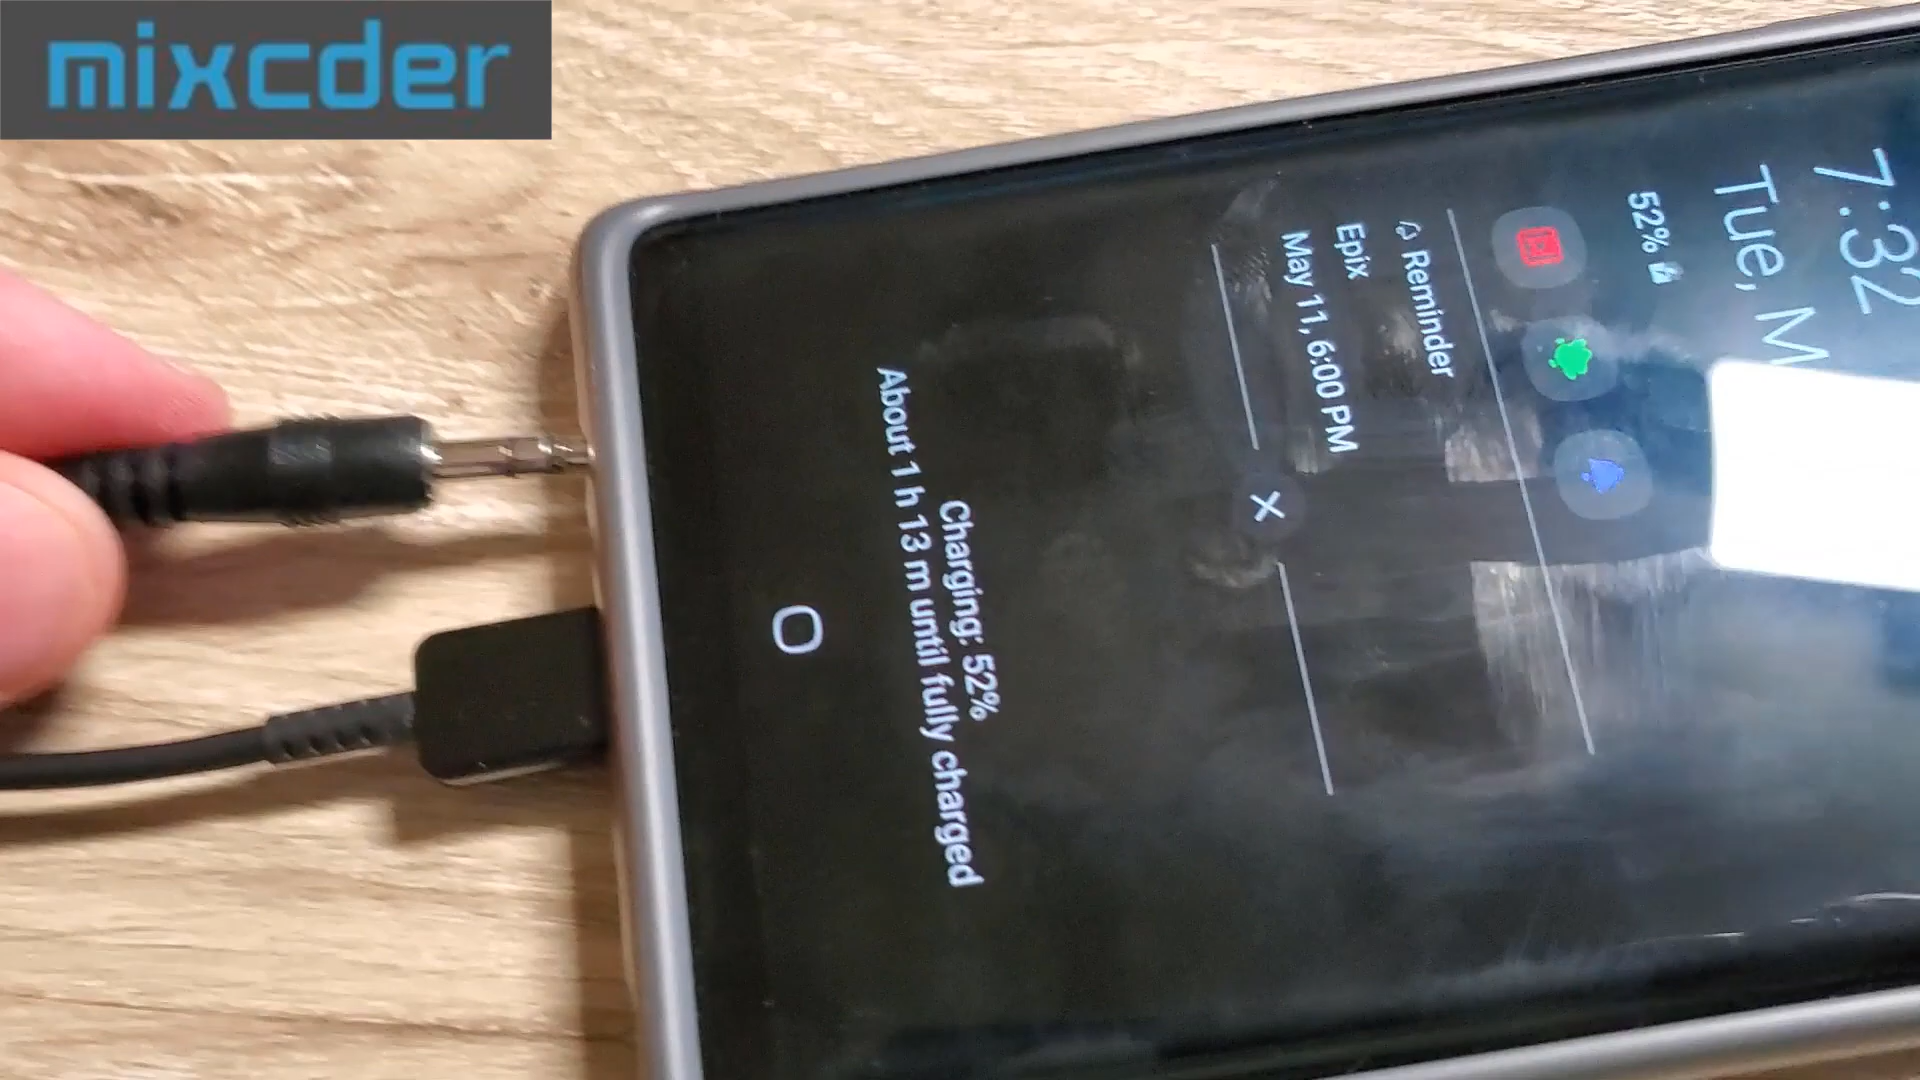 mixcder
7:32
Tue, M
52%
Reminder
Epix
May 11, 6:00 PM
Charging: 52%
About 1 h 13 m until fully charged